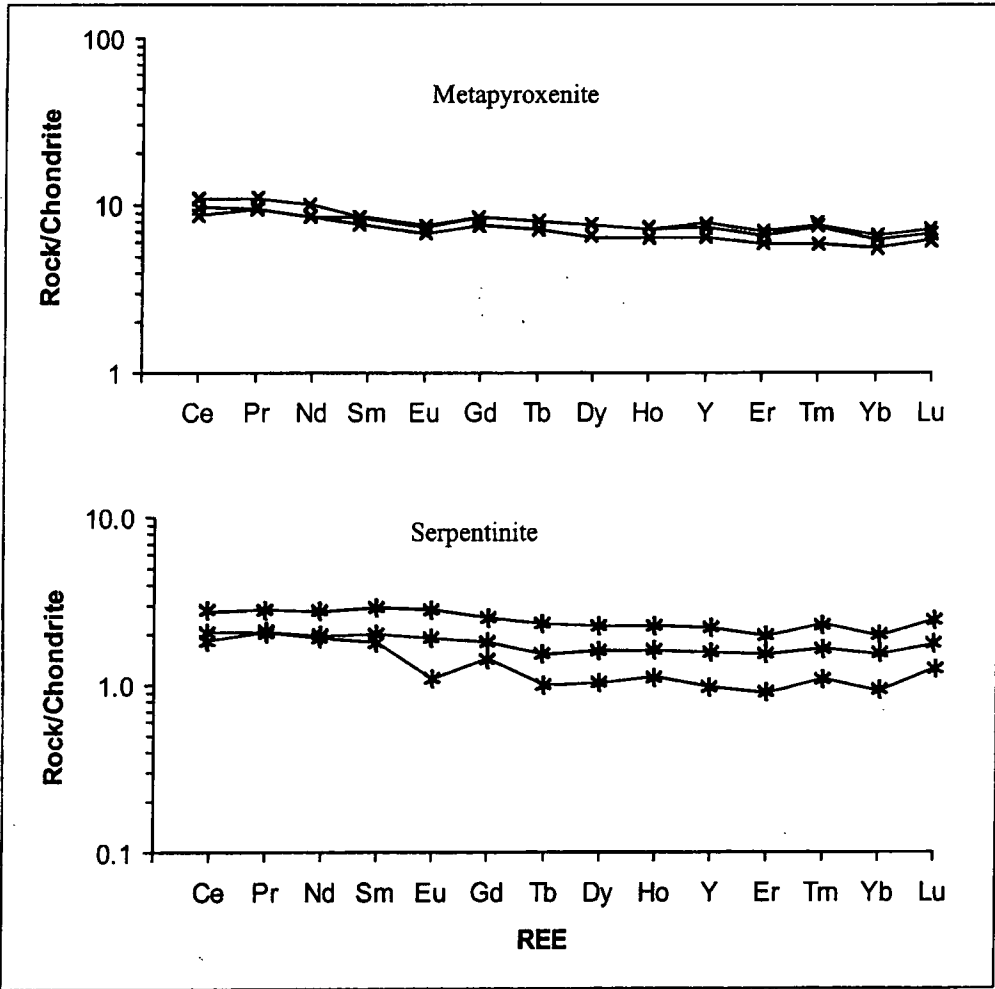 Metapyroxenite
Rock/Chondrite
100
10
1
Ce Pr Nd Sm Eu Gd Tb Dy Ho Y Er Tm Yb Lu
Serpentinite
Rock/Chondrite
10.0
1.0
0.1
Ce Pr Nd Sm Eu Gd Tb Dy Ho Y Er Tm Yb Lu
REE